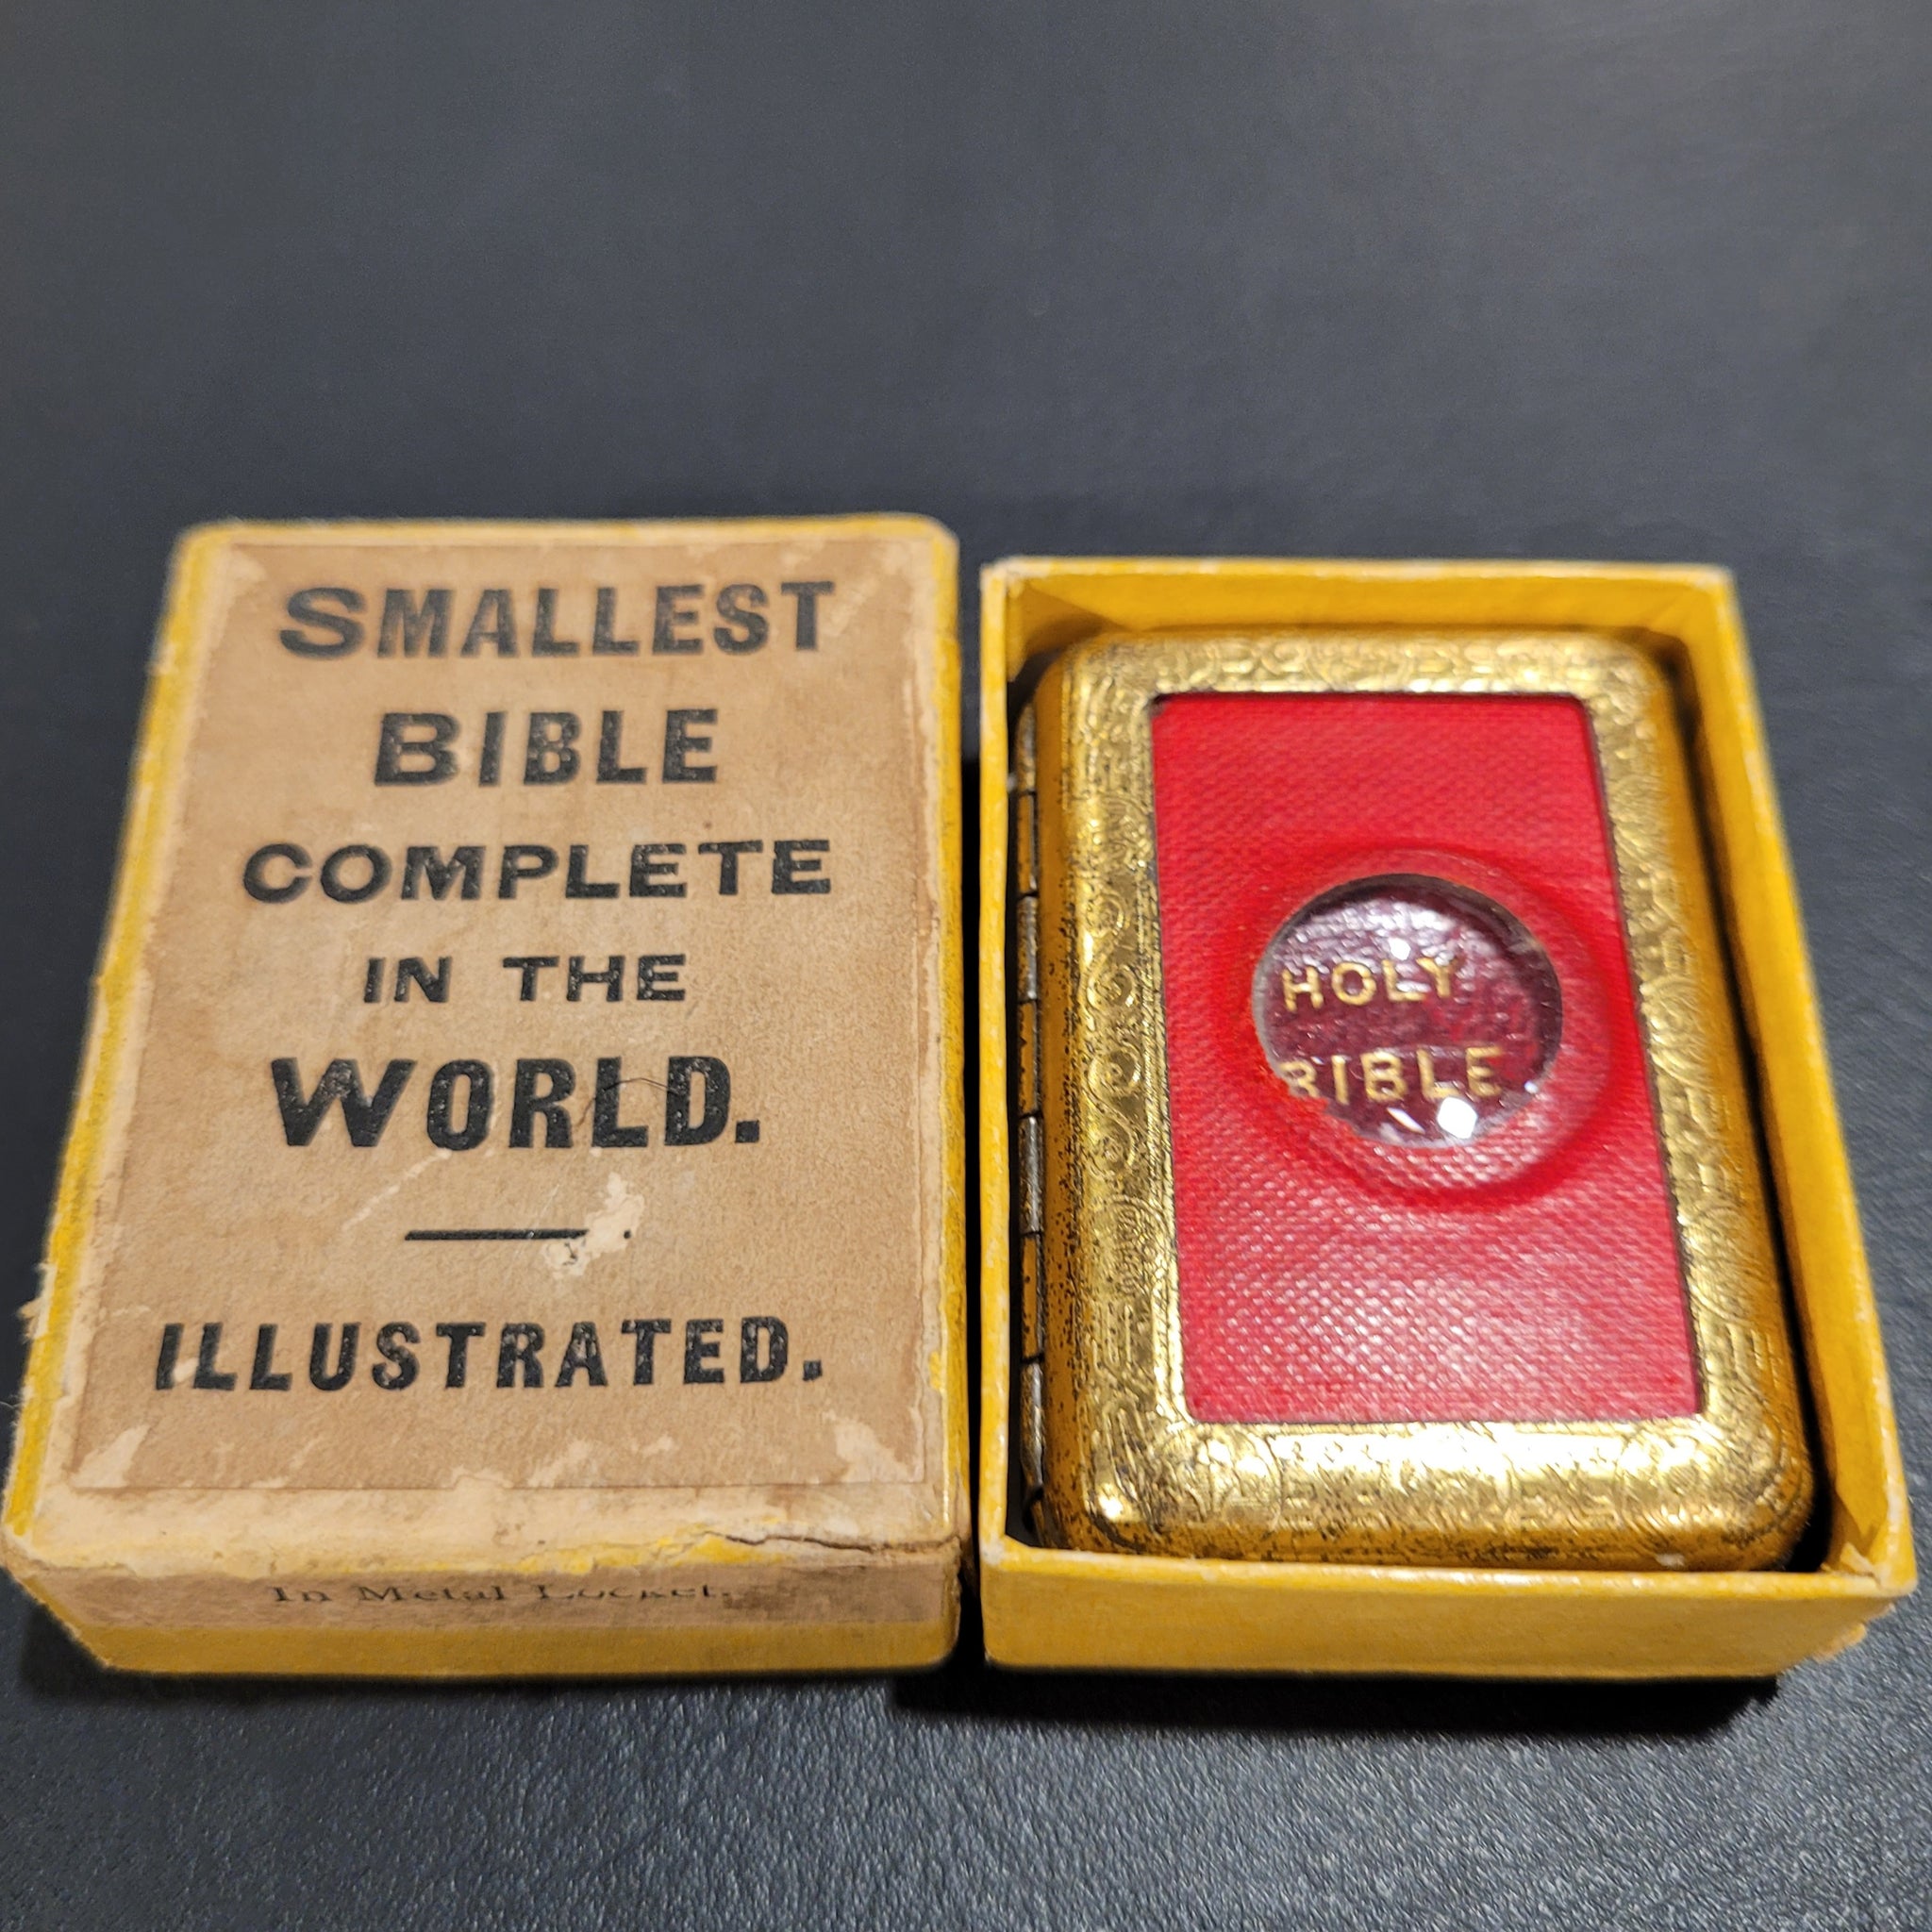 SMALLEST
BIBLE
COMPLETE
IN THE
WORLD.
ILLUSTRATED.
In Metal Locket.
HOLY
BIBLE